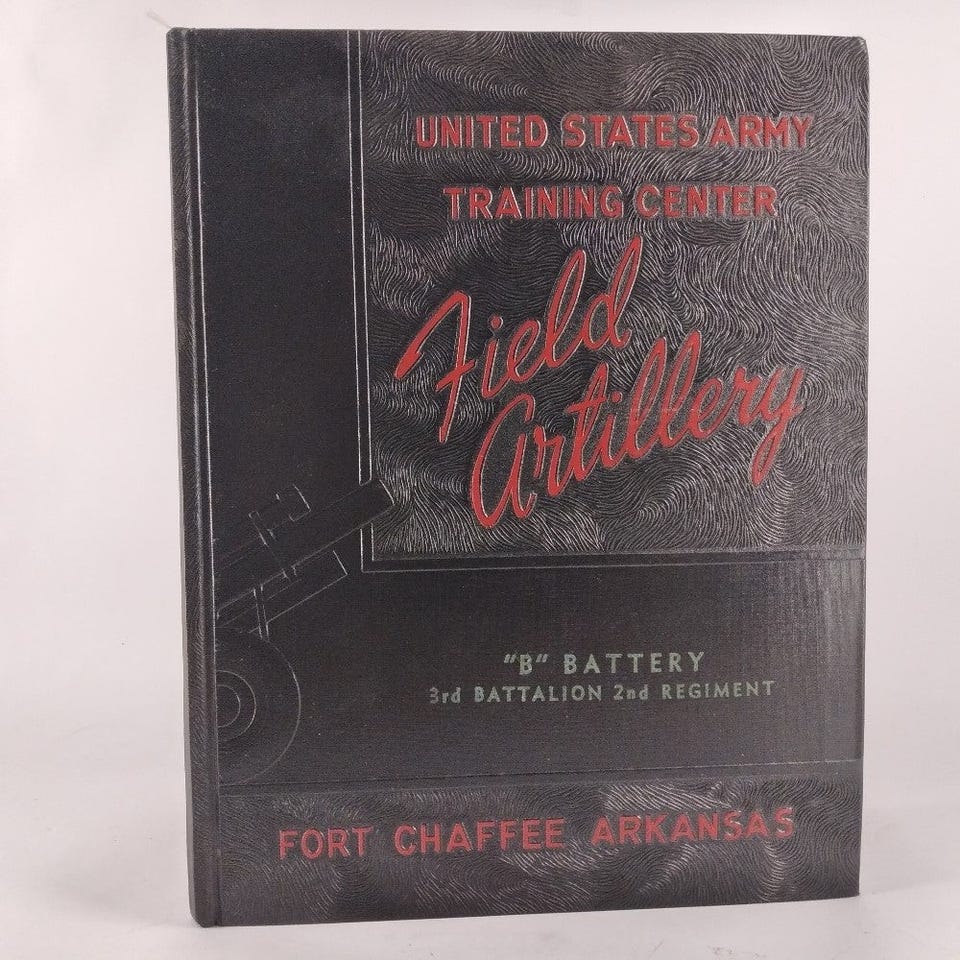 UNITED STATES ARMY
TRAINING CENTER
Field
Artillery
"B" BATTERY
3rd BATTALION 2nd REGIMENT
FORT CHAFFEE ARKANSAS